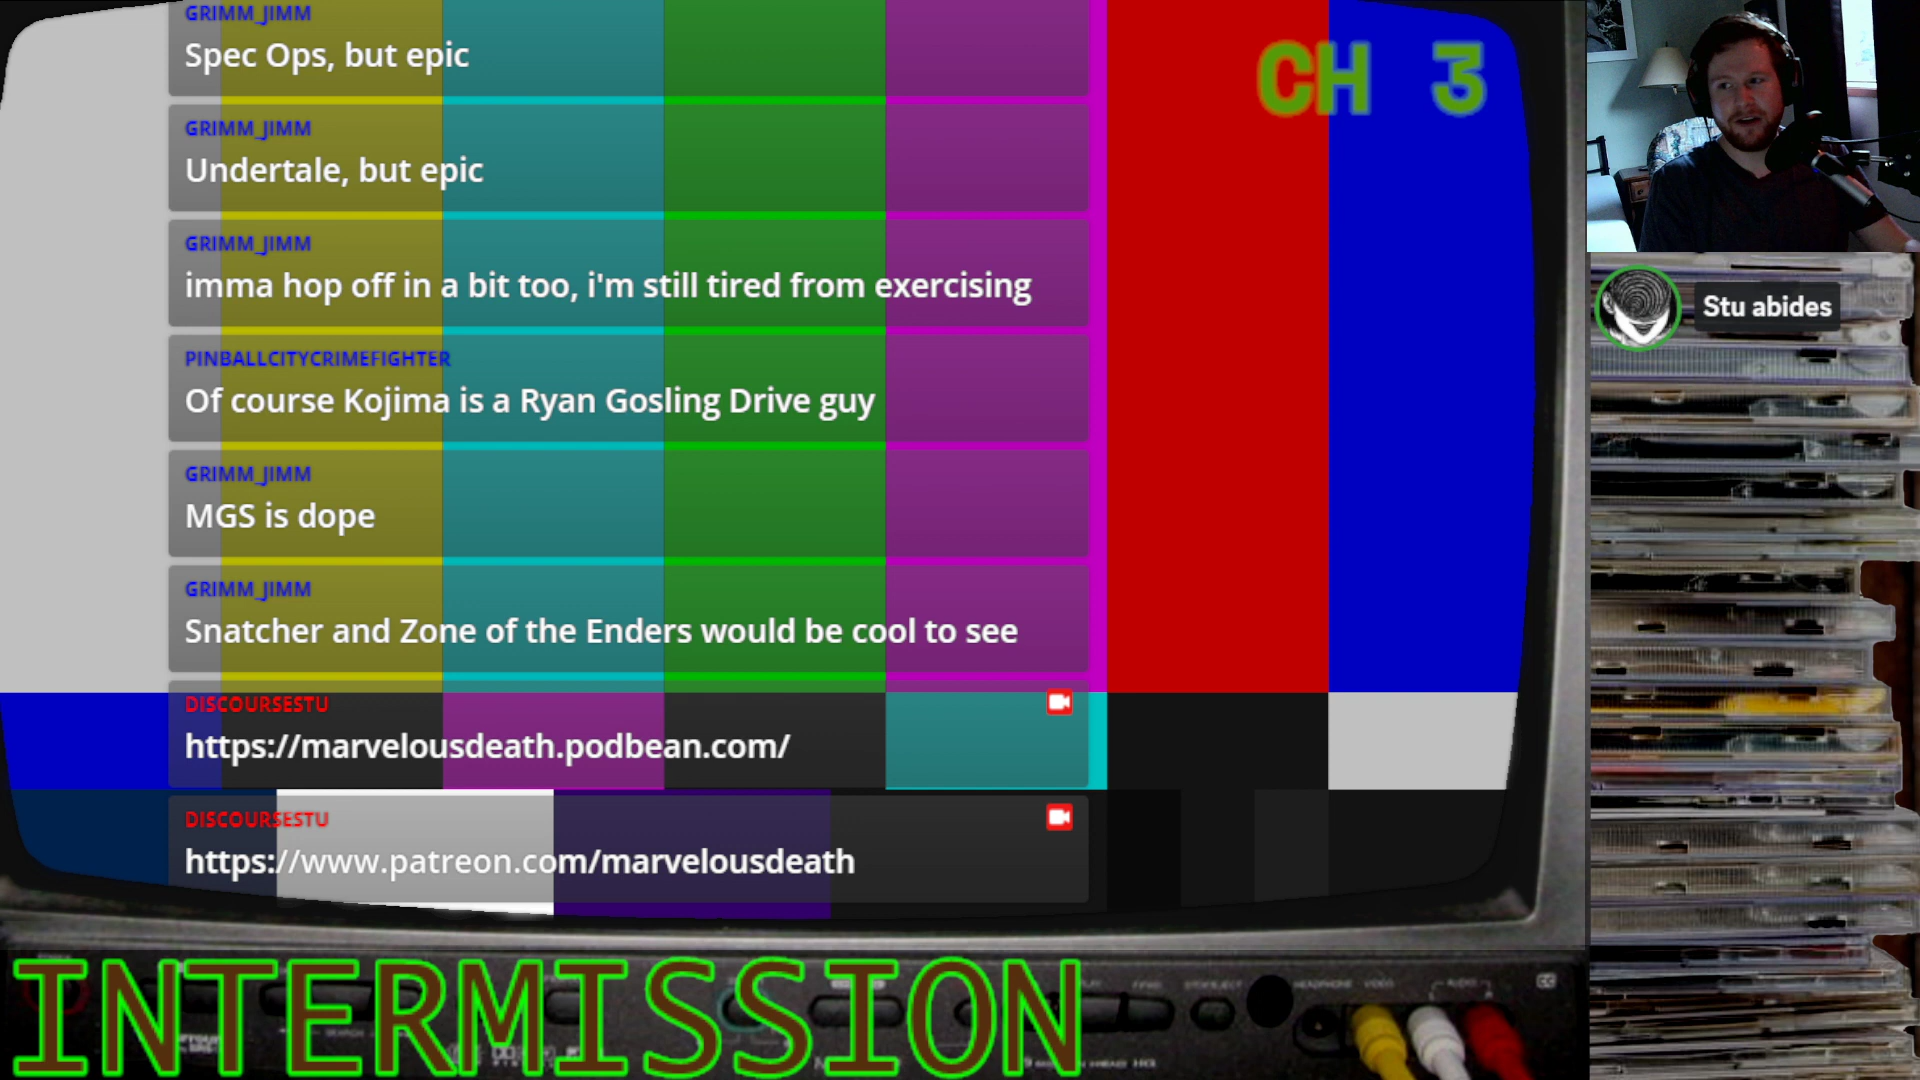 GRIMM_JIMM
Spec Ops, but epic
CH 3
GRIMM_JIMM
Undertale, but epic
GRIMM_JIMM
imma hop off in a bit too, i'm still tired from exercising
Stu abides
PINBALLCITYCRIMEFIGHTER
Of course Kojima is a Ryan Gosling Drive guy
GRIMM_JIMM
MGS is dope
GRIMM_JIMM
Snatcher and Zone of the Enders would be cool to see
DISCOURSESTU
https://marvelousdeath.podbean.com/
DISCOURSESTU
https://www.patreon.com/marvelousdeath
INTERMISSION
HEADPHONE VIDEO
AUDIO